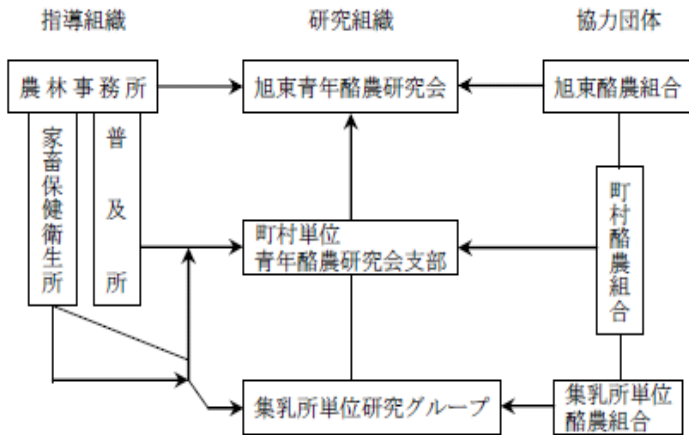 指導組織
研究組織
協力団体
農林事務所
旭東青年酪農研究会
旭東酪農組合
家畜保健衛生所
普及所
町村単位
青年酪農研究会支部
町村酪農組合
集乳所単位研究グループ
集乳所単位
酪農組合